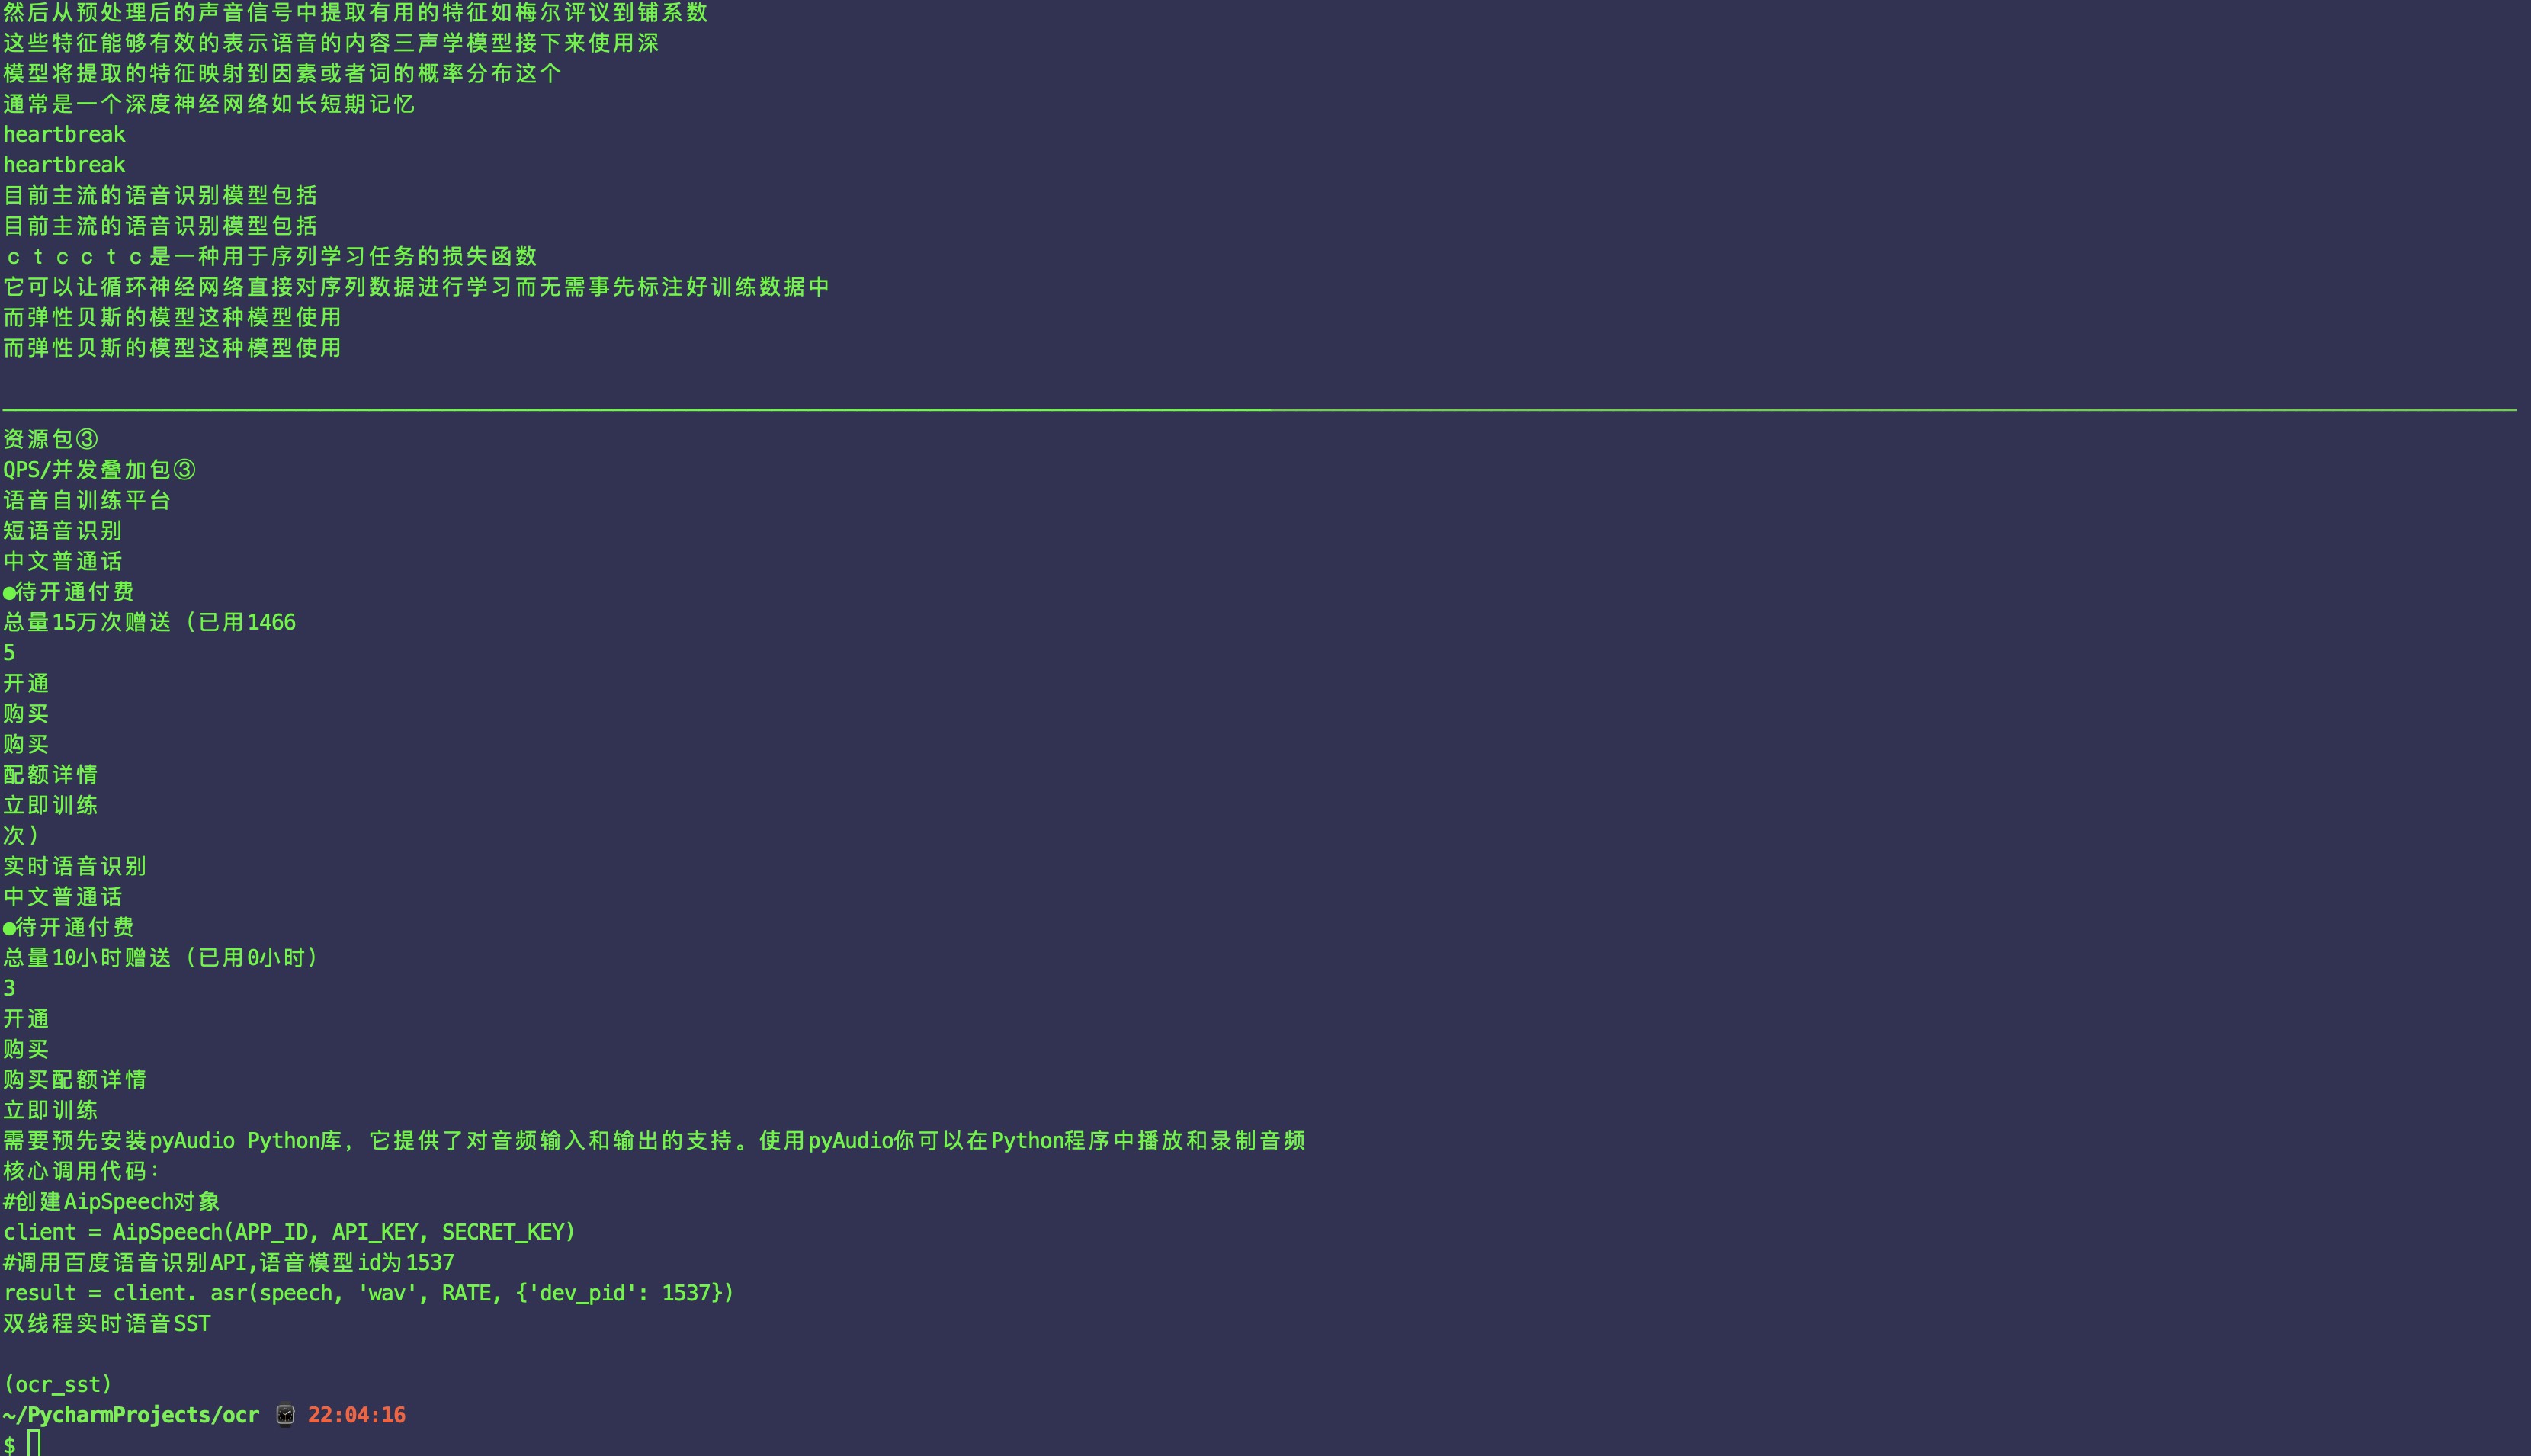 然后从预处理后的声音信号中提取有用的特征如梅尔评议到铺系数
这些特征能够有效的表示语音的内容三声学模型接下来使用深
模型将提取的特征映射到因素或者词的概率分布这个
通常是一个深度神经网络如长短期记忆
heartbreak
heartbreak
目前主流的语音识别模型包括
目前主流的语音识别模型包括
ｃｔｃｃｔｃ是一种用于序列学习任务的损失函数
它可以让循环神经网络直接对序列数据进行学习而无需事先标注好训练数据中
而弹性贝斯的模型这种模型使用
而弹性贝斯的模型这种模型使用
资源包③
QPS/并发叠加包③
语音自训练平台
短语音识别
中文普通话
●待开通付费
总量15万次赠送（已用1466
5
开通
购买
购买
配额详情
立即训练
次）
实时语音识别
中文普通话
●待开通付费
总量10小时赠送（已用0小时）
3
开通
购买
购买配额详情
立即训练
需要预先安装pyAudio Python库，它提供了对音频输入和输出的支持。使用pyAudio你可以在Python程序中播放和录制音频
核心调用代码：
#创建AipSpeech对象
client = AipSpeech(APP_ID, API_KEY, SECRET_KEY)
#调用百度语音识别API,语音模型id为1537
result = client. asr(speech, 'wav', RATE, {'dev_pid': 1537})
双线程实时语音SST
(ocr_sst)
~/PycharmProjects/ocr 22:04:16
$